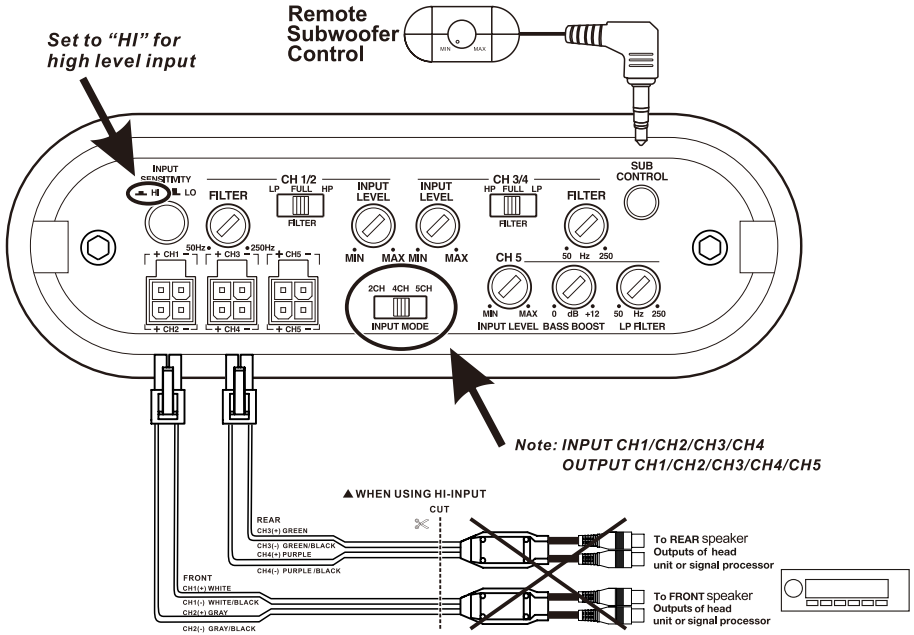 Remote
Subwoofer
Control
MIN MAX
Set to “HI” for
high level input
INPUT
SENSITIVITY
HI LO
CH 1/2
LP FULL HP
FILTER
FILTER
50Hz 250Hz
INPUT
LEVEL
MIN MAX
CH 3/4
INPUT
LEVEL
MIN MAX
HP FULL LP
FILTER
FILTER
50 Hz 250
SUB
CONTROL
+ CH1 − + CH3 − + CH5 −
+ CH2 − + CH4 − + CH5 −
2CH 4CH 5CH
INPUT MODE
CH 5
MIN MAX 0 dB +12 50 Hz 250
INPUT LEVEL BASS BOOST LP FILTER
Note: INPUT CH1/CH2/CH3/CH4
OUTPUT CH1/CH2/CH3/CH4/CH5
▲WHEN USING HI-INPUT
CUT
REAR
CH3(+) GREEN
CH3(-) GREEN/BLACK
CH4(+) PURPLE
CH4(-) PURPLE /BLACK
To REAR speaker
Outputs of head
unit or signal processor
FRONT
CH1(+) WHITE
CH1(-) WHITE/BLACK
CH2(+) GRAY
CH2(-) GRAY/BLACK
To FRONT speaker
Outputs of head
unit or signal processor